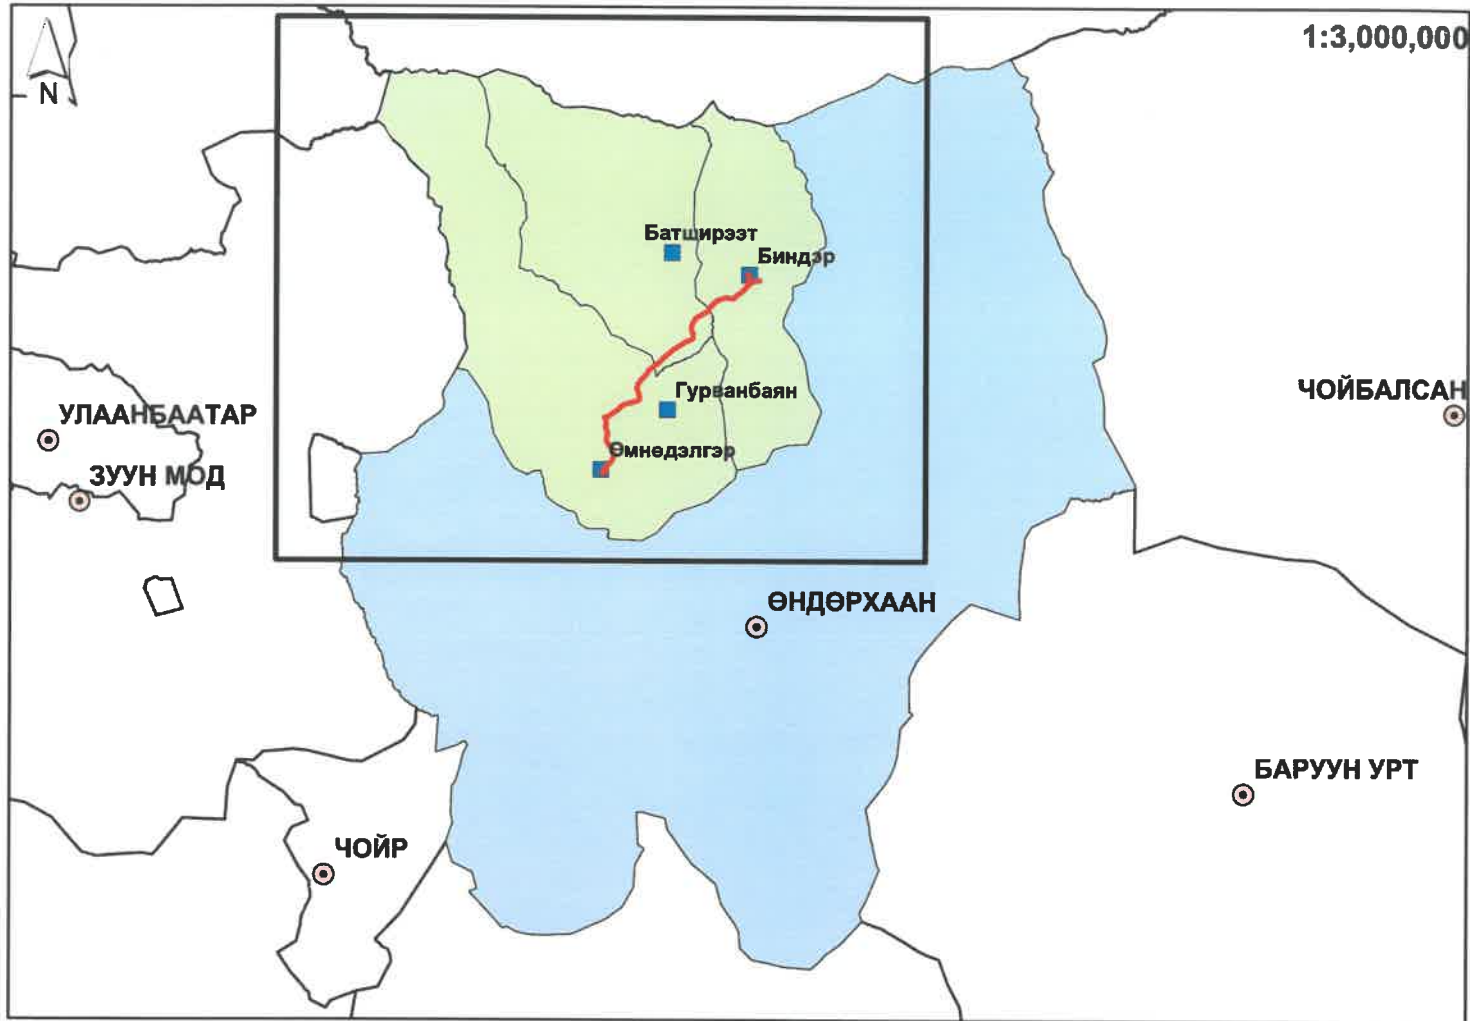 1:3,000,000
N
Батширээт
Биндэр
Гурванбаян
Өмнөдэлгэр
УЛААНБААТАР
ЗУУН МОД
ЧОЙБАЛСАН
ӨНДӨРХААН
БАРУУН УРТ
ЧОЙР